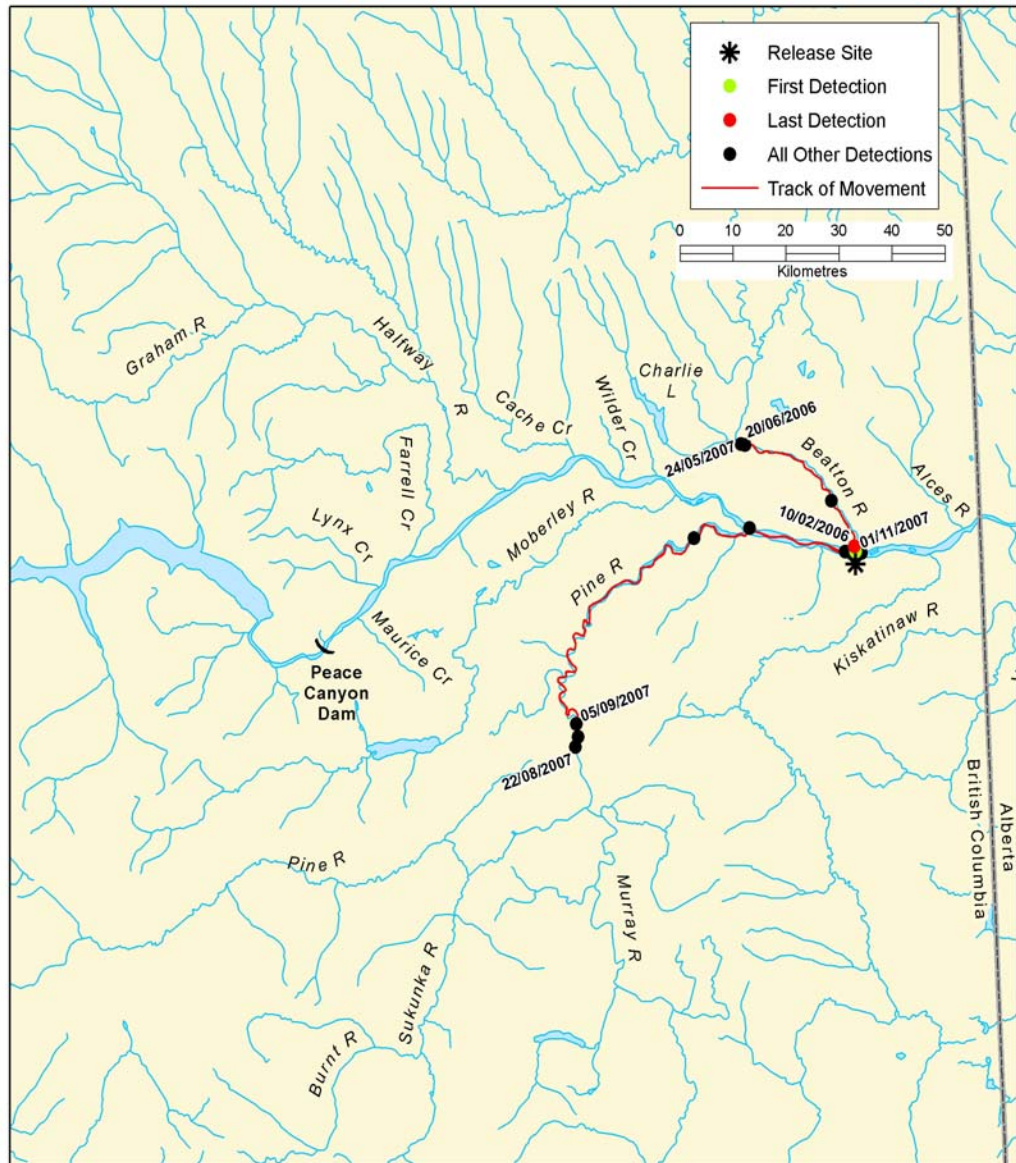 Release Site
First Detection
Last Detection
All Other Detections
Track of Movement
0 10 20 30 40 50
Kilometres
Graham R
Halfway
R
Cache Cr
Wilder Cr
Charlie
L
20/06/2006
24/05/2007
Beatton R
Alces R
10/02/2006
01/11/2007
Farrell Cr
Lynx Cr
Moberley R
Pine R
Maurice Cr
Kiskatinaw R
Peace
Canyon
Dam
05/09/2007
22/08/2007
British Columbia
Alberta
Pine R
Murray R
Sukunka R
Burnt R